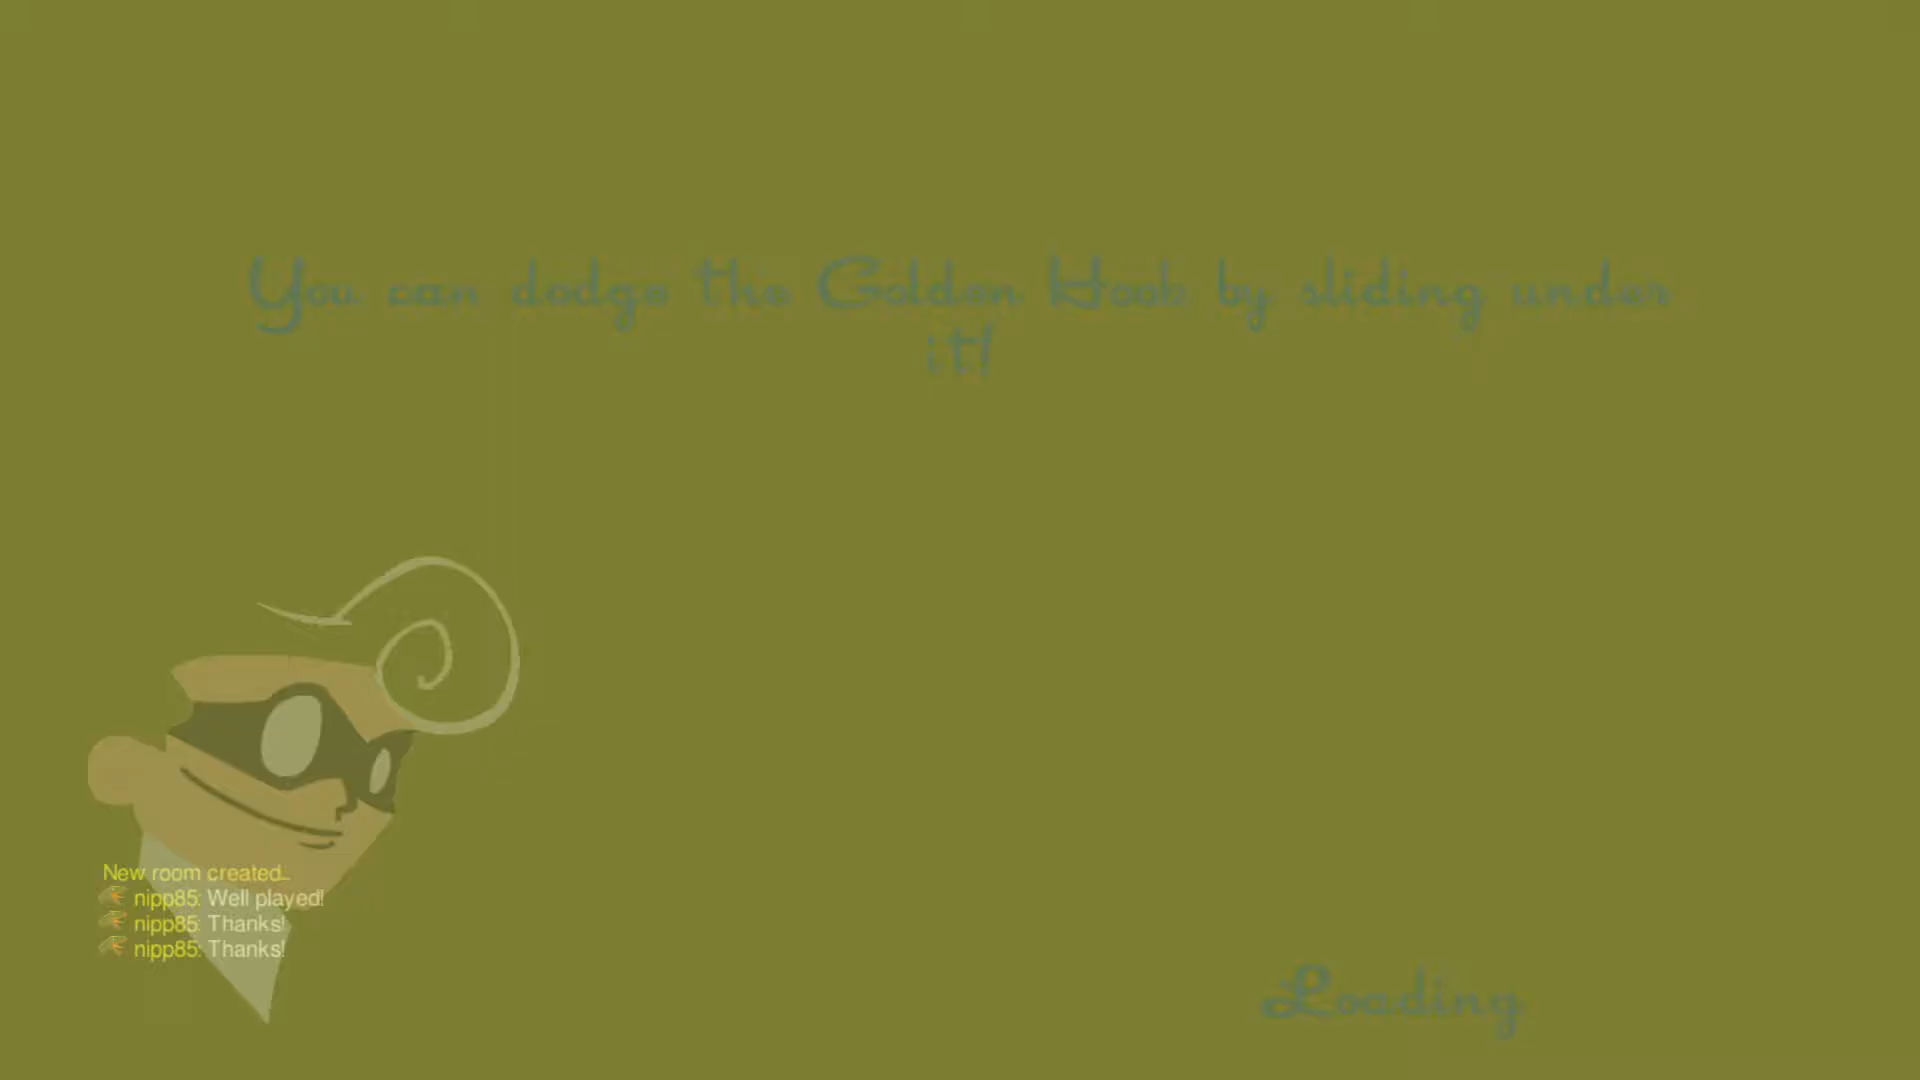 You can dodge the Golden Hook by sliding under
it!
New room created...
nipp85: Well played!
nipp85: Thanks!
nipp85: Thanks!
Loading